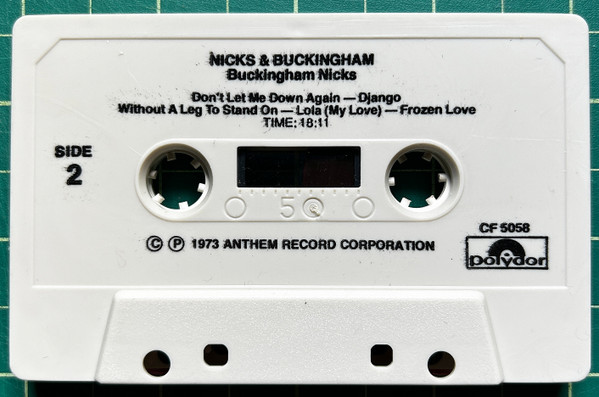 NICKS & BUCKINGHAM
Buckingham Nicks
Don't Let Me Down Again — Django
Without A Leg To Stand On — Lola (My Love) — Frozen Love
TIME: 18:11
SIDE
2
50
Ⓒ Ⓟ 1973 ANTHEM RECORD CORPORATION
CF 5058
polydor